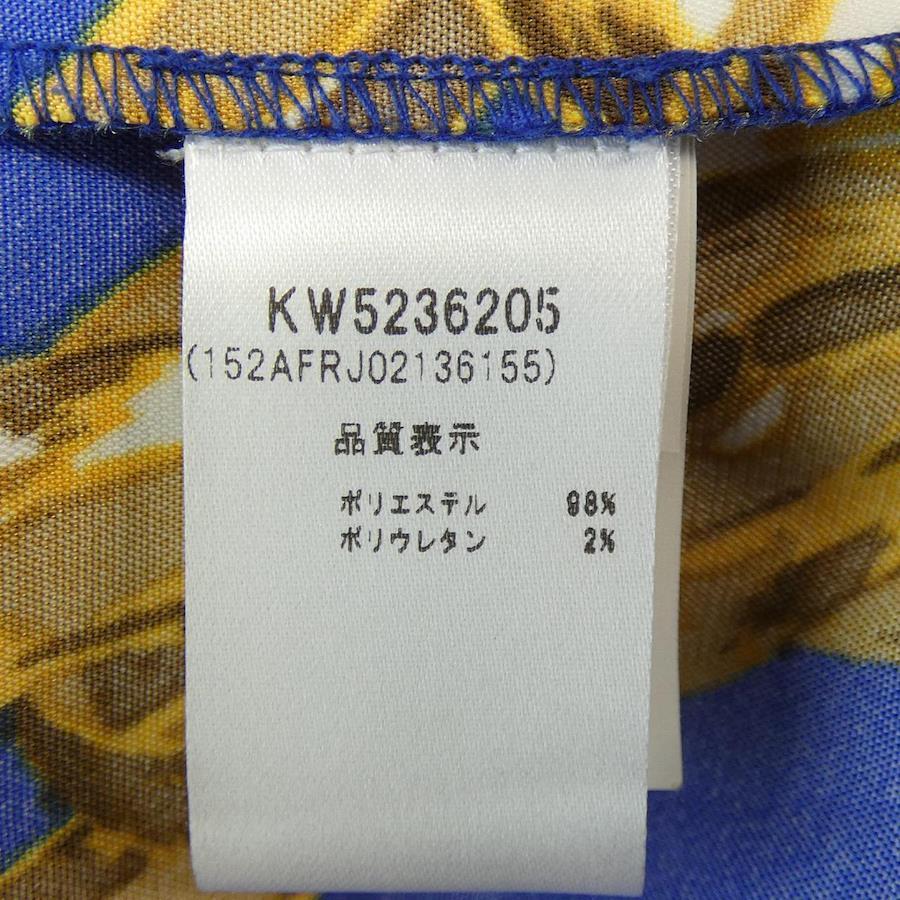 KW5236205
(152AFRJ02136155)
品質表示
ポリエステル 98%
ポリウレタン 2%